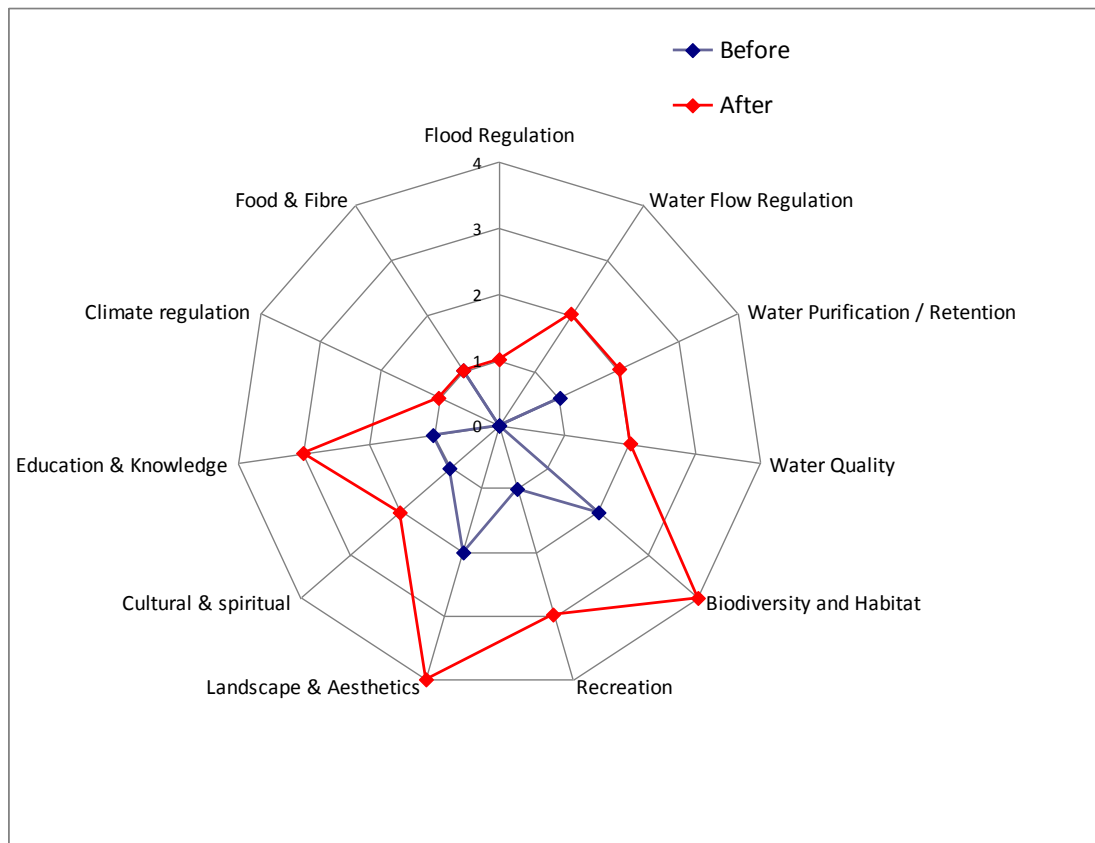 Before
After
Flood Regulation
4
Food & Fibre
Water Flow Regulation
3
2
Climate regulation
Water Purification / Retention
1
0
Education & Knowledge
Water Quality
Cultural & spiritual
Biodiversity and Habitat
Landscape & Aesthetics
Recreation